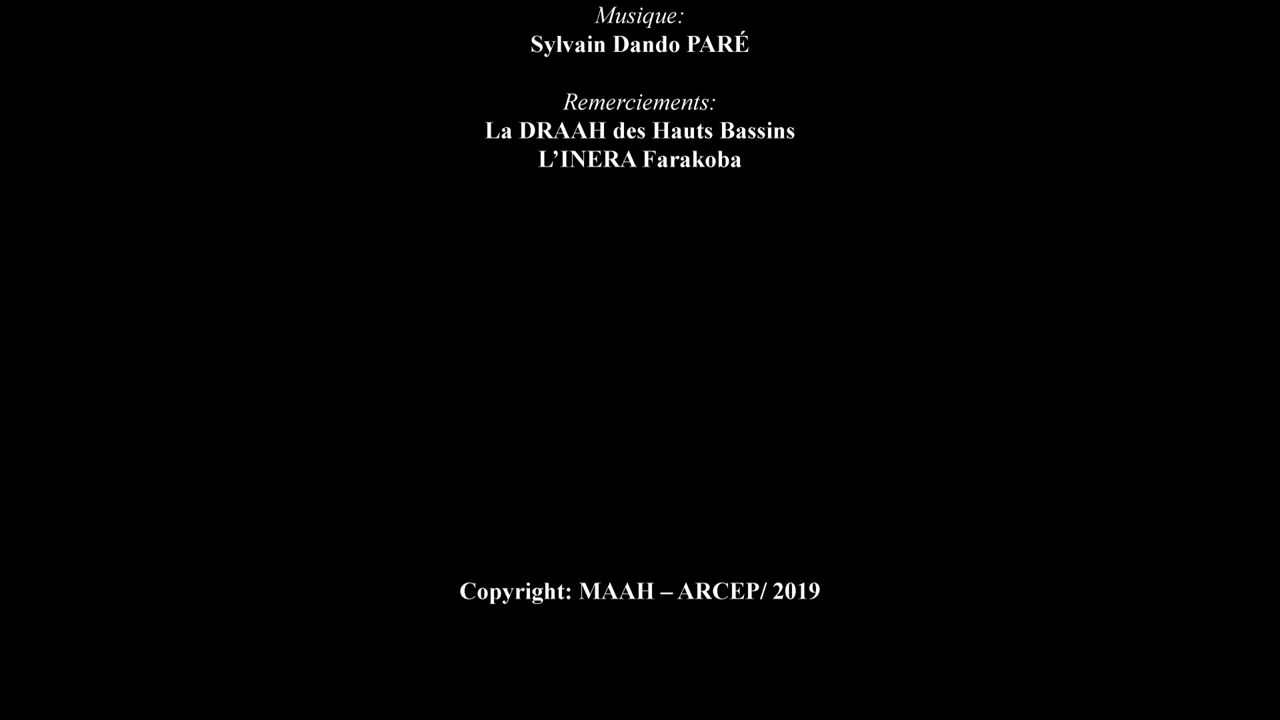 Musique:
Sylvain Dando PARÉ
Remerciements:
La DRAAH des Hauts Bassins
L’INERA Farakoba
Copyright: MAAH – ARCEP/ 2019